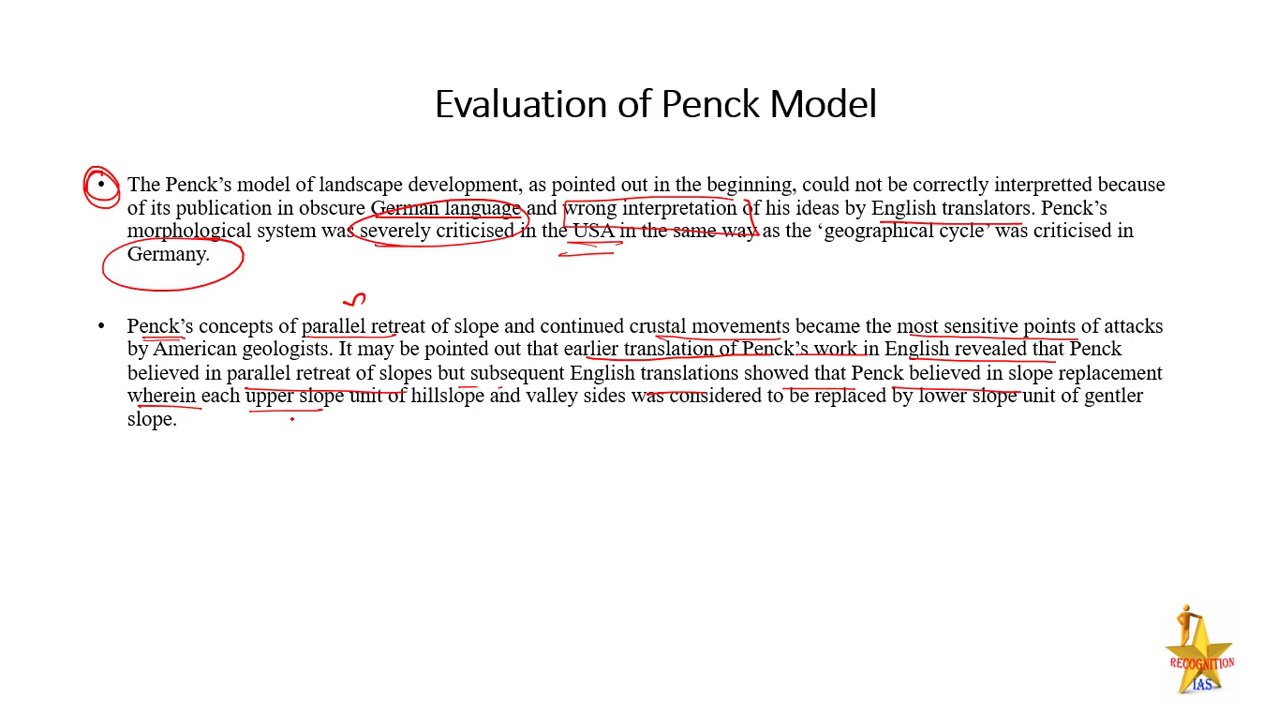 Evaluation of Penck Model
• The Penck’s model of landscape development, as pointed out in the beginning, could not be correctly interpretted because
of its publication in obscure German language and wrong interpretation of his ideas by English translators. Penck’s
morphological system was severely criticised in the USA in the same way as the ‘geographical cycle’ was criticised in
Germany.
• Penck’s concepts of parallel retreat of slope and continued crustal movements became the most sensitive points of attacks
by American geologists. It may be pointed out that earlier translation of Penck’s work in English revealed that Penck
believed in parallel retreat of slopes but subsequent English translations showed that Penck believed in slope replacement
wherein each upper slope unit of hillslope and valley sides was considered to be replaced by lower slope unit of gentler
slope.
RECOGNITION
IAS